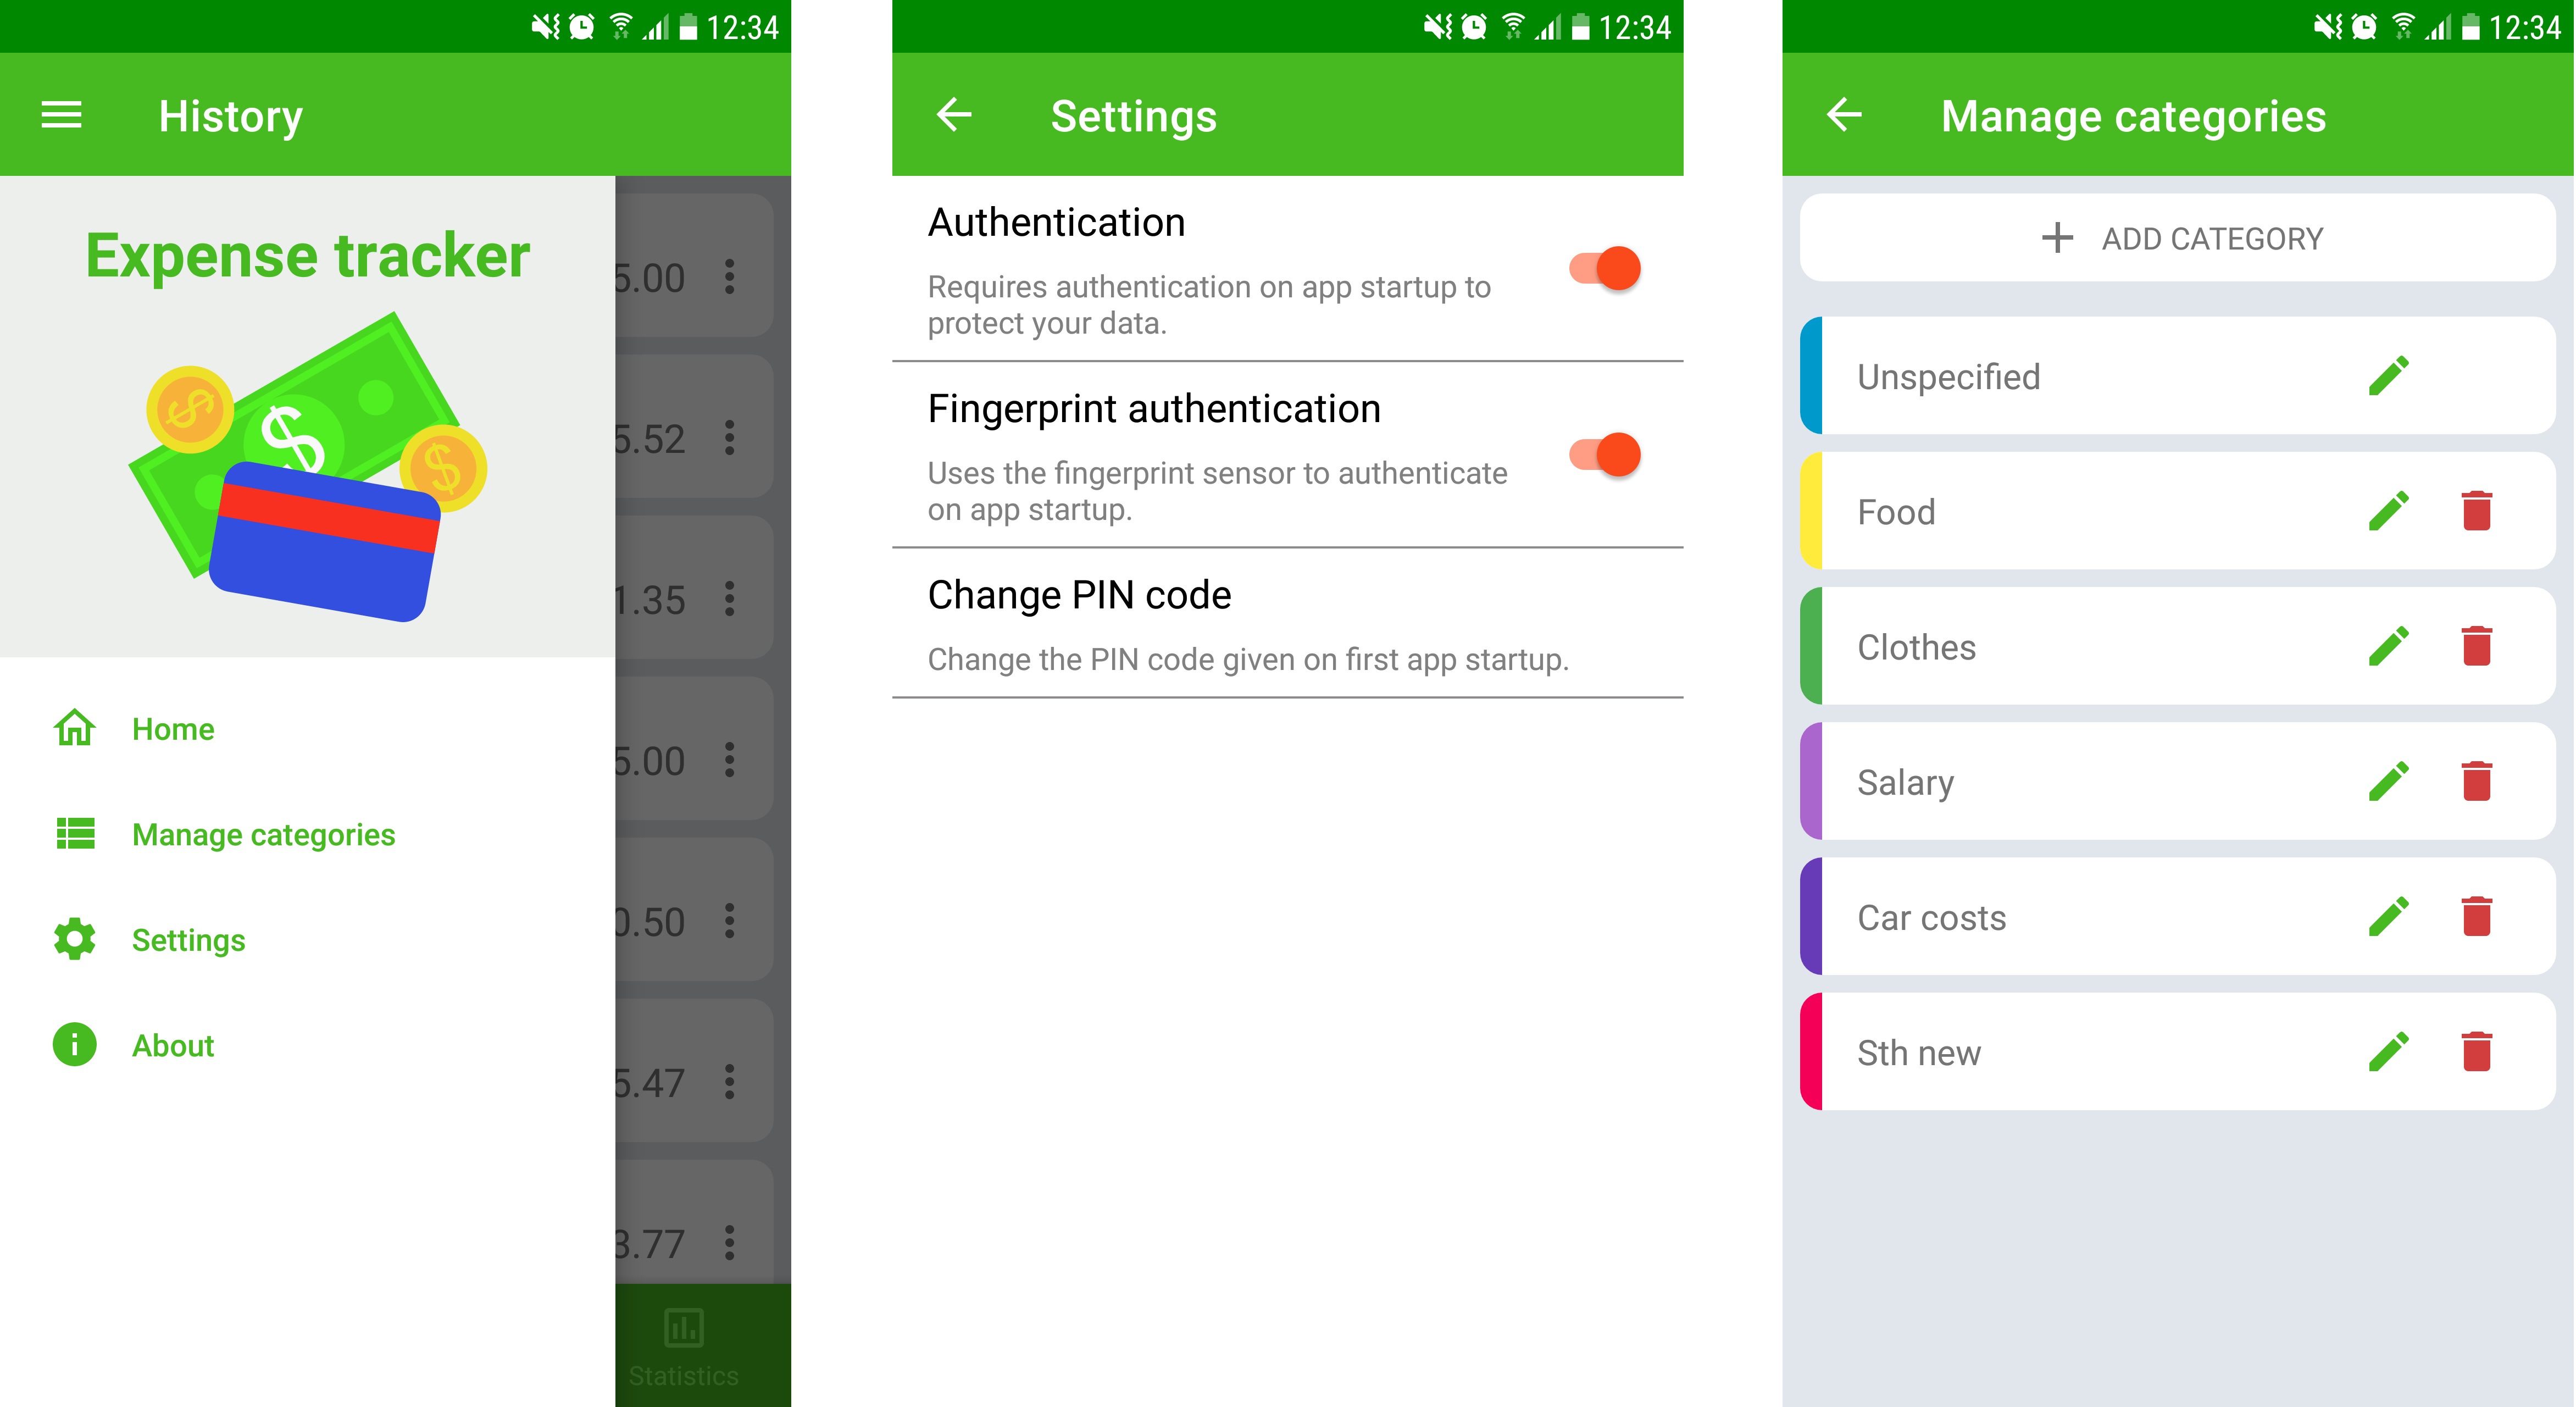 12:34
History
Expense tracker
$
$
$
Home
Manage categories
Settings
About
5.00
5.52
1.35
5.00
0.50
5.47
3.77
Statistics
12:34
Settings
Authentication
Requires authentication on app startup to
protect your data.
Fingerprint authentication
Uses the fingerprint sensor to authenticate
on app startup.
Change PIN code
Change the PIN code given on first app startup.
12:34
Manage categories
ADD CATEGORY
Unspecified
Food
Clothes
Salary
Car costs
Sth new